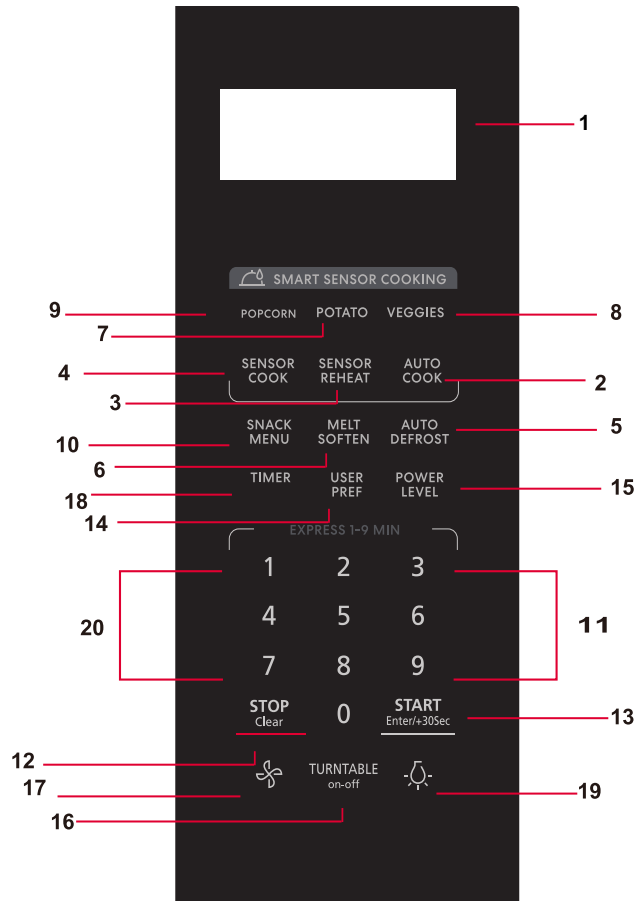 1
SMART SENSOR COOKING
9 POPCORN POTATO VEGGIES 8
7
4 SENSOR COOK SENSOR REHEAT AUTO COOK 2
3
10 SNACK MENU MELT SOFTEN AUTO DEFROST 5
6
18 TIMER USER PREF POWER LEVEL 15
14
EXPRESS 1-9 MIN
1 2 3
20 4 5 6 11
7 8 9
STOP Clear 0 START Enter/+30Sec 13
12
17 TURNTABLE on-off 19
16